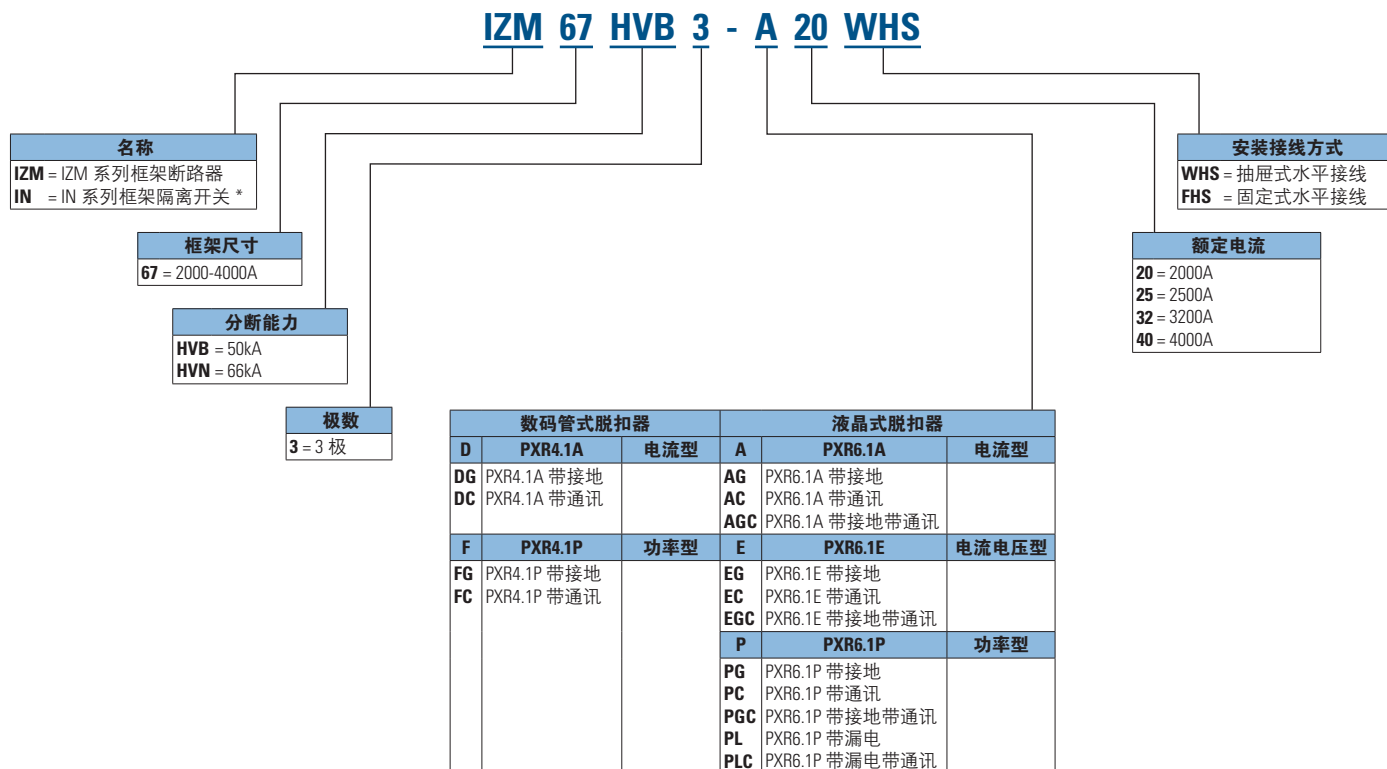 IZM 67 HVB 3 - A 20 WHS
名称
IZM = IZM 系列框架断路器
IN = IN 系列框架隔离开关 *
框架尺寸
67 = 2000-4000A
分断能力
HVB = 50kA
HVN = 66kA
极数
3 = 3 极
安装接线方式
WHS = 抽屉式水平接线
FHS = 固定式水平接线
额定电流
20 = 2000A
25 = 2500A
32 = 3200A
40 = 4000A
数码管式脱扣器
D PXR4.1A 电流型
DG PXR4.1A 带接地
DC PXR4.1A 带通讯
F PXR4.1P 功率型
FG PXR4.1P 带接地
FC PXR4.1P 带通讯
液晶式脱扣器
A PXR6.1A 电流型
AG PXR6.1A 带接地
AC PXR6.1A 带通讯
AGC PXR6.1A 带接地带通讯
E PXR6.1E 电流电压型
EG PXR6.1E 带接地
EC PXR6.1E 带通讯
EGC PXR6.1E 带接地带通讯
P PXR6.1P 功率型
PG PXR6.1P 带接地
PC PXR6.1P 带通讯
PGC PXR6.1P 带接地带通讯
PL PXR6.1P 带漏电
PLC PXR6.1P 带漏电带通讯